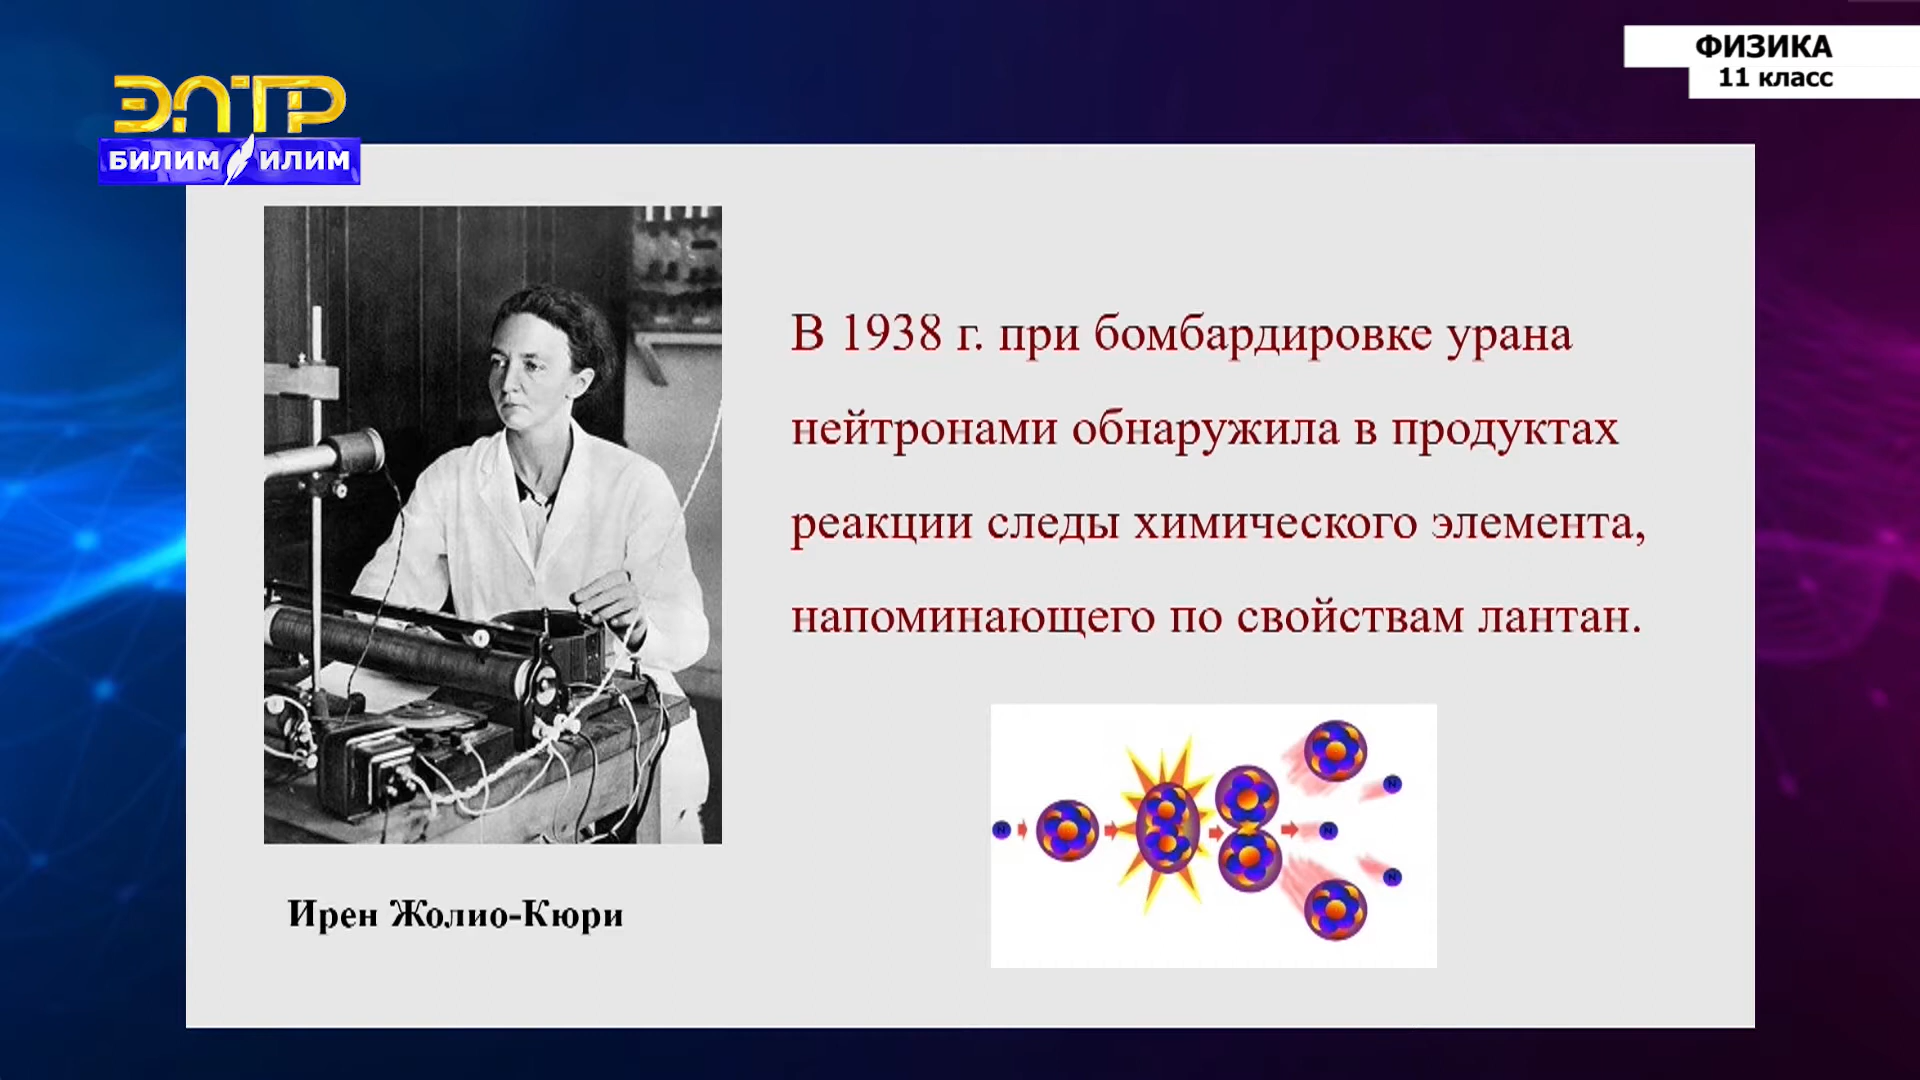 ФИЗИКА
11 класс
ЭЛТР
БИЛИМ ИЛИМ
В 1938 г. при бомбардировке урана
нейтронами обнаружила в продуктах
реакции следы химического элемента,
напоминающего по свойствам лантан.
N
N
N
N
Ирен Жолио-Кюри